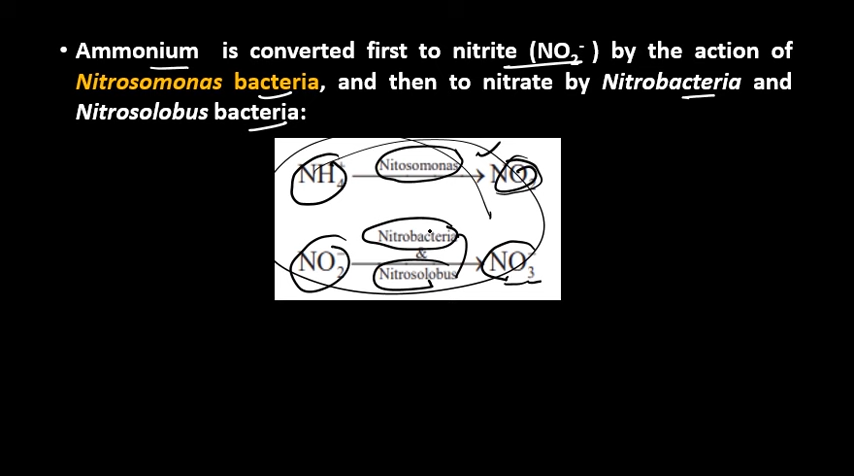 • Ammonium is converted first to nitrite (NO₂⁻ ) by the action of
Nitrosomonas bacteria, and then to nitrate by Nitrobacteria and
Nitrosolobus bacteria:
NH₄⁺ Nitosomonas → NO₂⁻
NO₂⁻ Nitrobacteria & Nitrosolobus → NO₃⁻